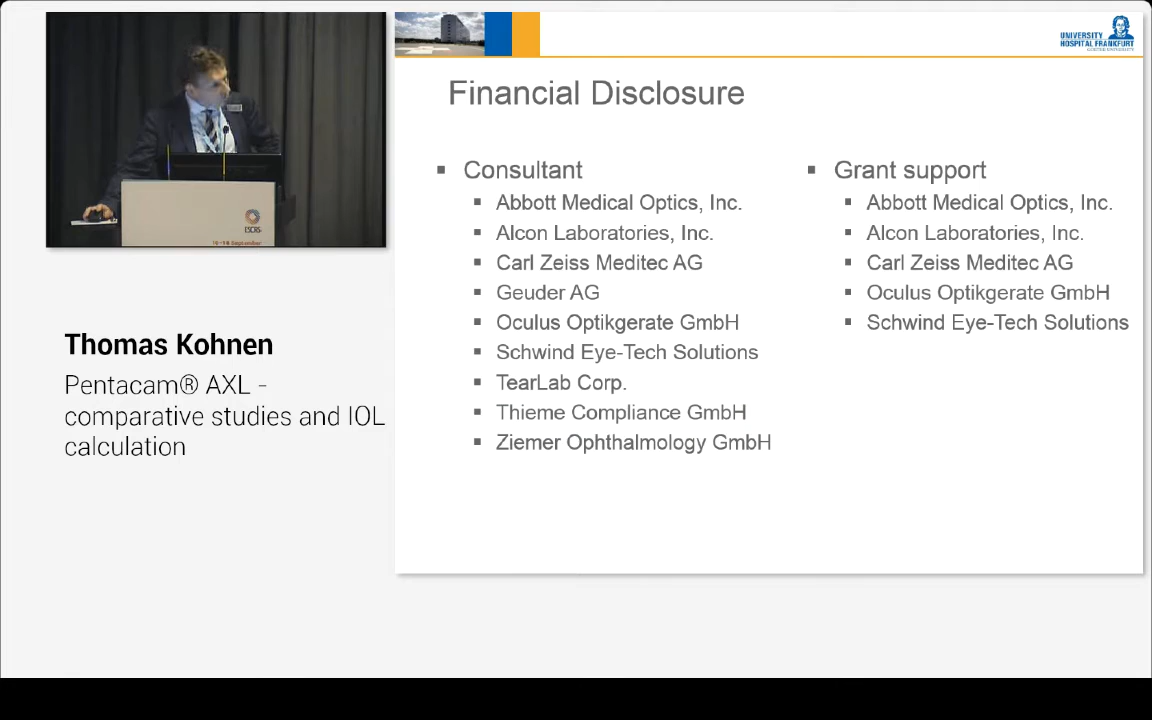 UNIVERSITY
HOSPITAL FRANKFURT
Financial Disclosure
Consultant
Abbott Medical Optics, Inc.
Alcon Laboratories, Inc.
Carl Zeiss Meditec AG
Geuder AG
Oculus Optikgerate GmbH
Schwind Eye-Tech Solutions
TearLab Corp.
Thieme Compliance GmbH
Ziemer Ophthalmology GmbH
Grant support
Abbott Medical Optics, Inc.
Alcon Laboratories, Inc.
Carl Zeiss Meditec AG
Oculus Optikgerate GmbH
Schwind Eye-Tech Solutions
ESCRS
Thomas Kohnen
Pentacam® AXL -
comparative studies and IOL
calculation